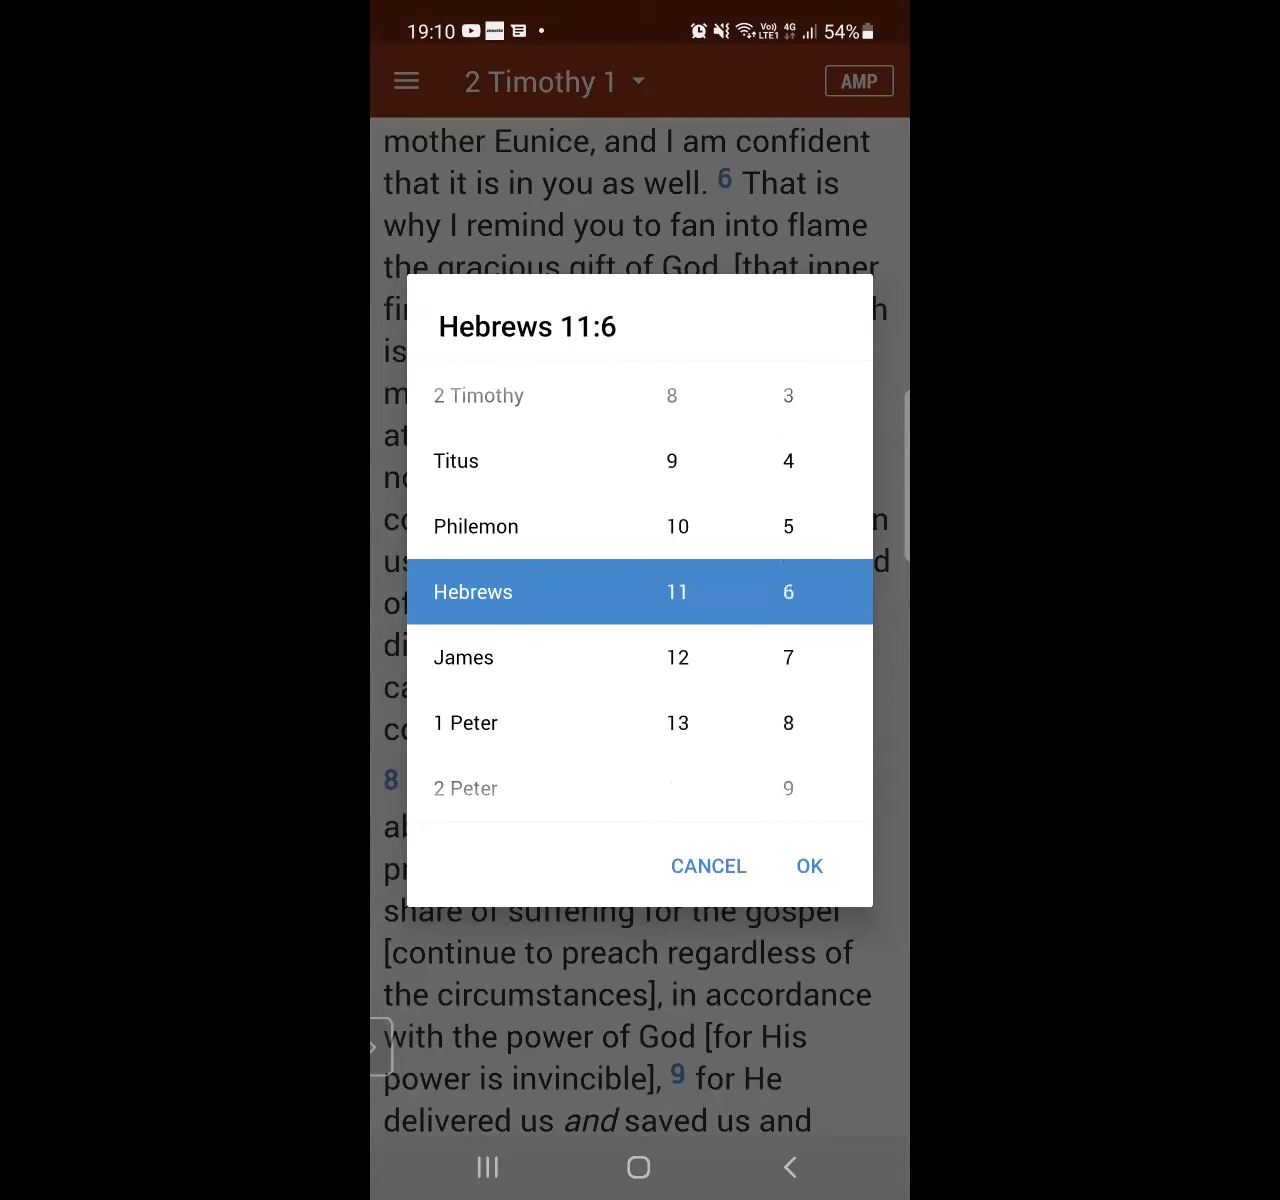 19:10 Vo)) LTE1 4G 54%
2 Timothy 1 AMP
mother Eunice, and I am confident
that it is in you as well. 6 That is
why I remind you to fan into flame
the gracious gift of God, [that inner
Hebrews 11:6
2 Timothy 8 3
Titus 9 4
Philemon 10 5
Hebrews 11 6
James 12 7
1 Peter 13 8
2 Peter 9
8
CANCEL OK
share of suffering for the gospel
[continue to preach regardless of
the circumstances], in accordance
with the power of God [for His
power is invincible], 9 for He
delivered us and saved us and